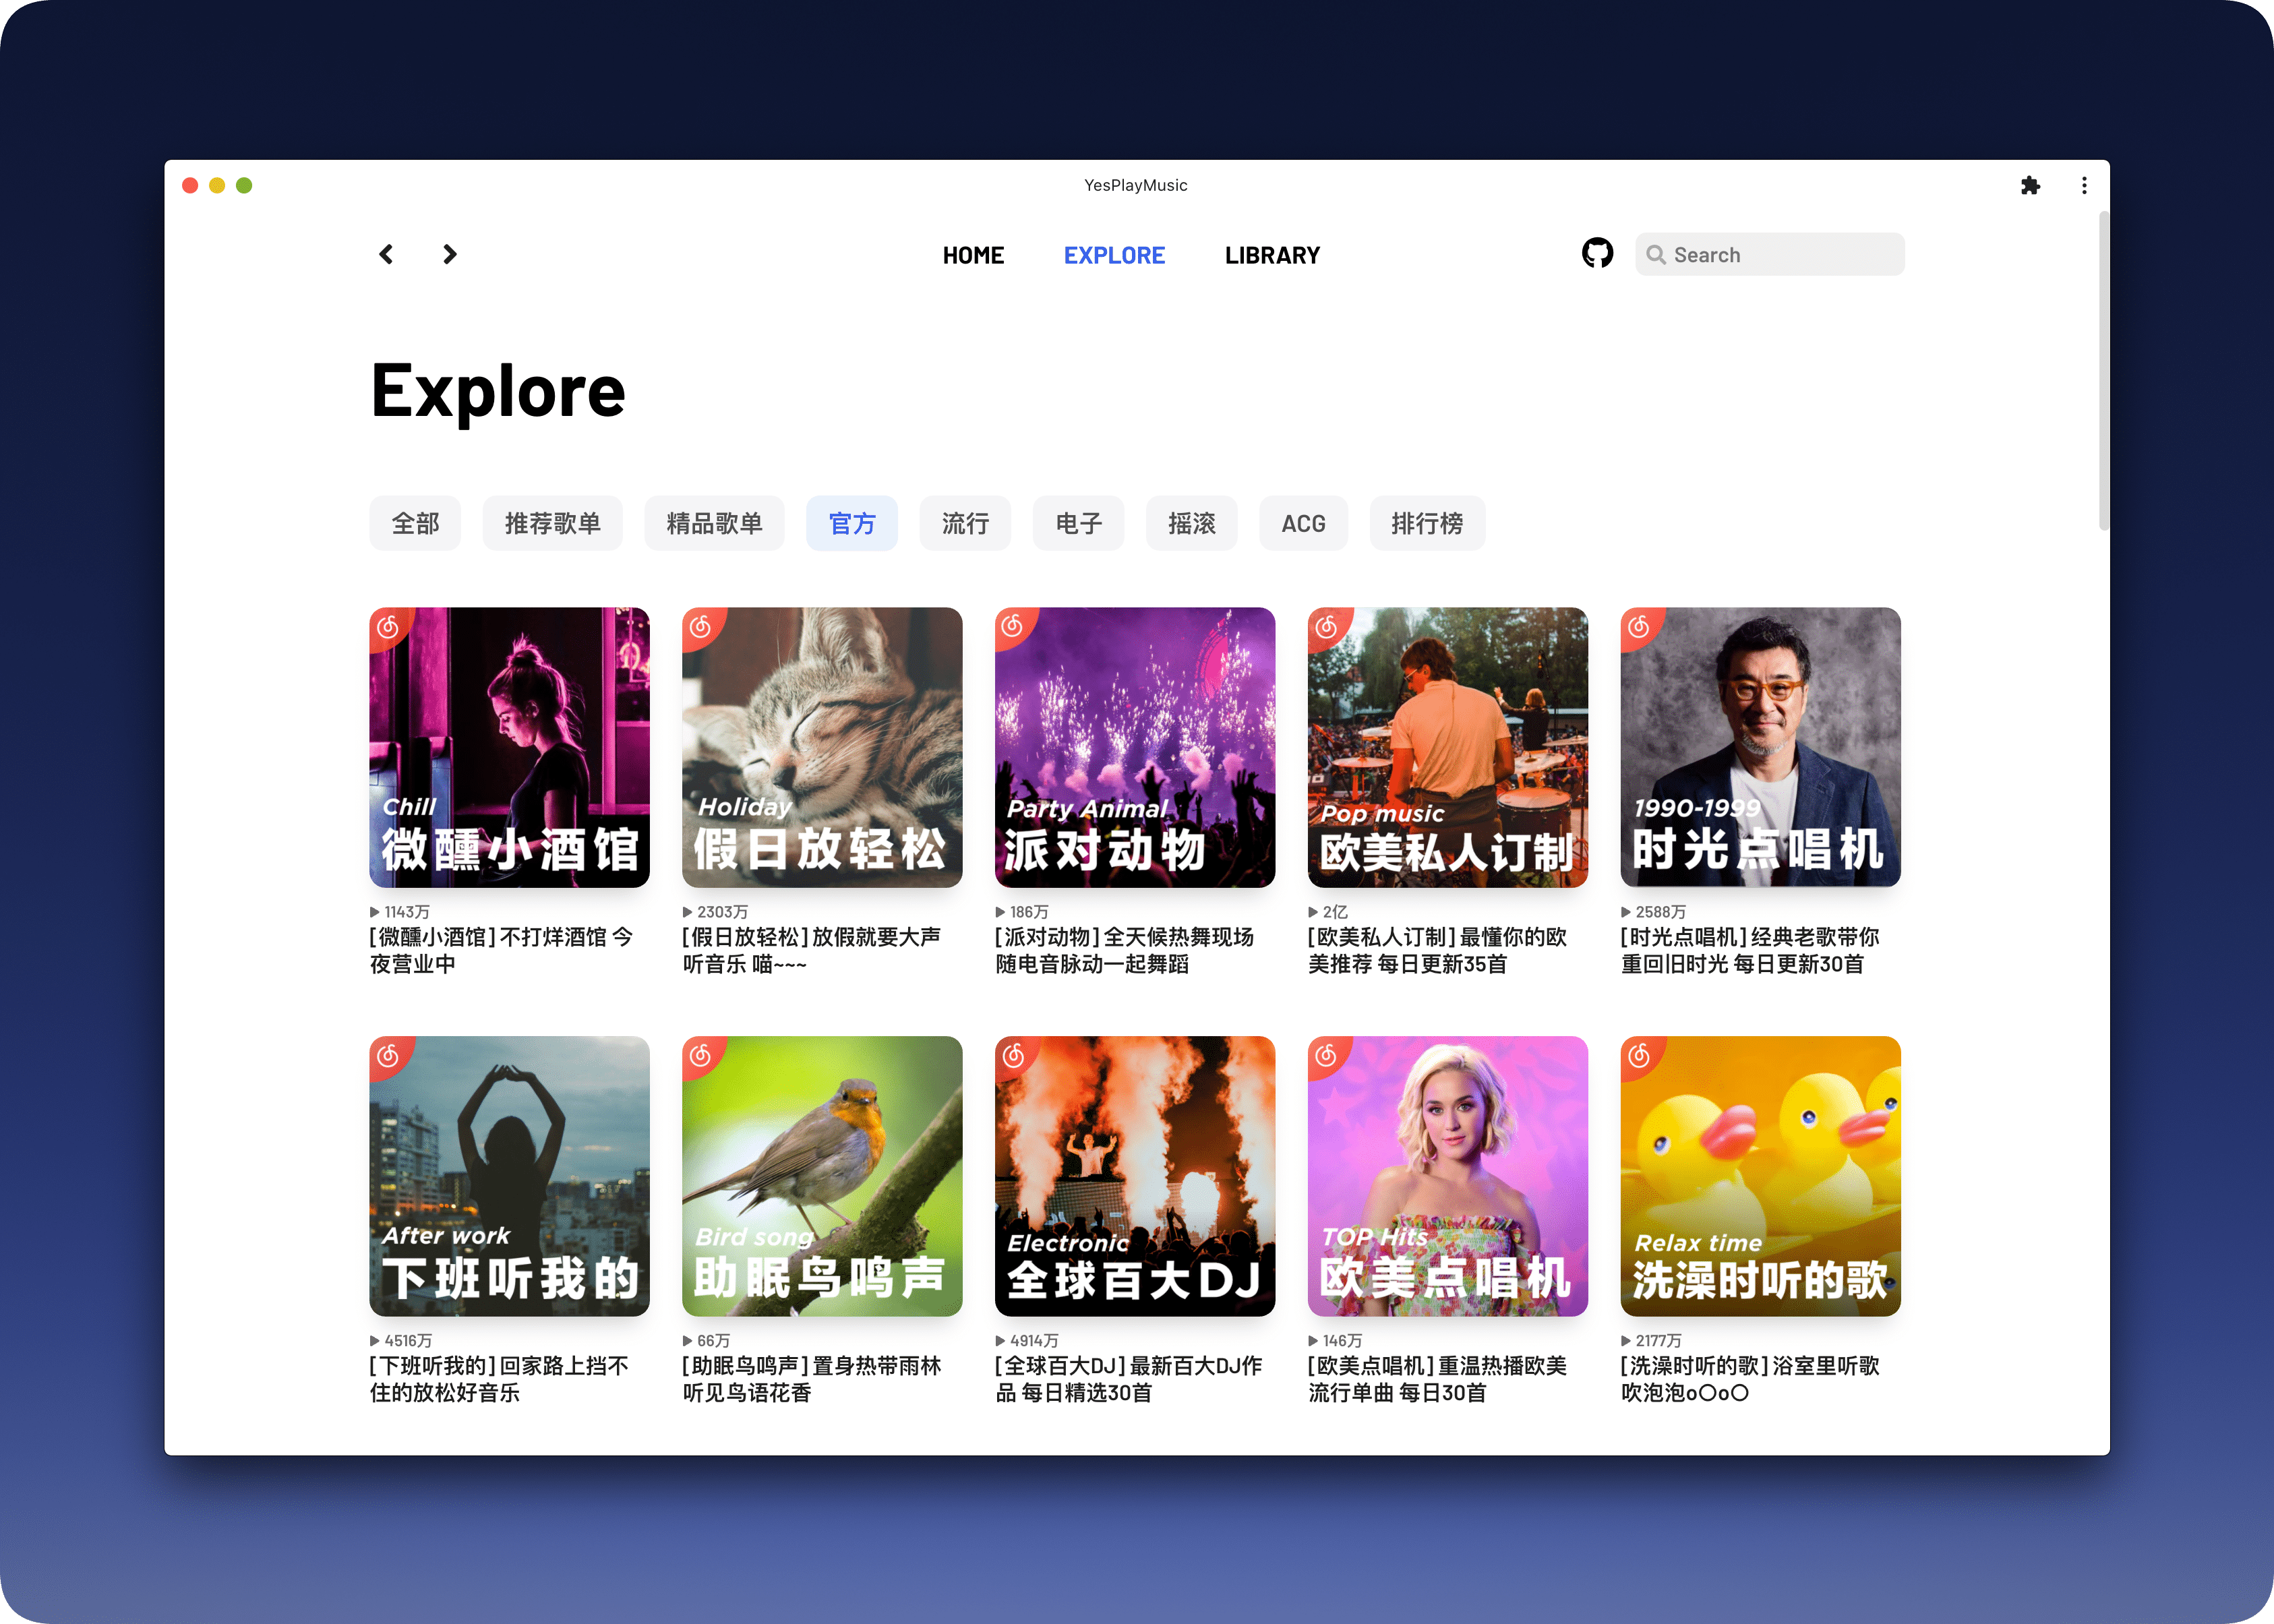 YesPlayMusic
HOME
EXPLORE
LIBRARY
Search
Explore
全部
推荐歌单
精品歌单
官方
流行
电子
摇滚
ACG
排行榜
Chill
微醺小酒馆
1143万
[微醺小酒馆] 不打烊酒馆 今
夜营业中
Holiday
假日放轻松
2303万
[假日放轻松] 放假就要大声
听音乐 喵~~~
Party Animal
派对动物
186万
[派对动物] 全天候热舞现场
随电音脉动一起舞蹈
Pop music
欧美私人订制
2亿
[欧美私人订制] 最懂你的欧
美推荐 每日更新35首
1990-1999
时光点唱机
2588万
[时光点唱机] 经典老歌带你
重回旧时光 每日更新30首
After work
下班听我的
4516万
[下班听我的] 回家路上挡不
住的放松好音乐
Bird song
助眠鸟鸣声
66万
[助眠鸟鸣声] 置身热带雨林
听见鸟语花香
Electronic
全球百大DJ
4914万
[全球百大DJ] 最新百大DJ作
品 每日精选30首
TOP Hits
欧美点唱机
146万
[欧美点唱机] 重温热播欧美
流行单曲 每日30首
Relax time
洗澡时听的歌
2177万
[洗澡时听的歌] 浴室里听歌
吹泡泡o〇o〇